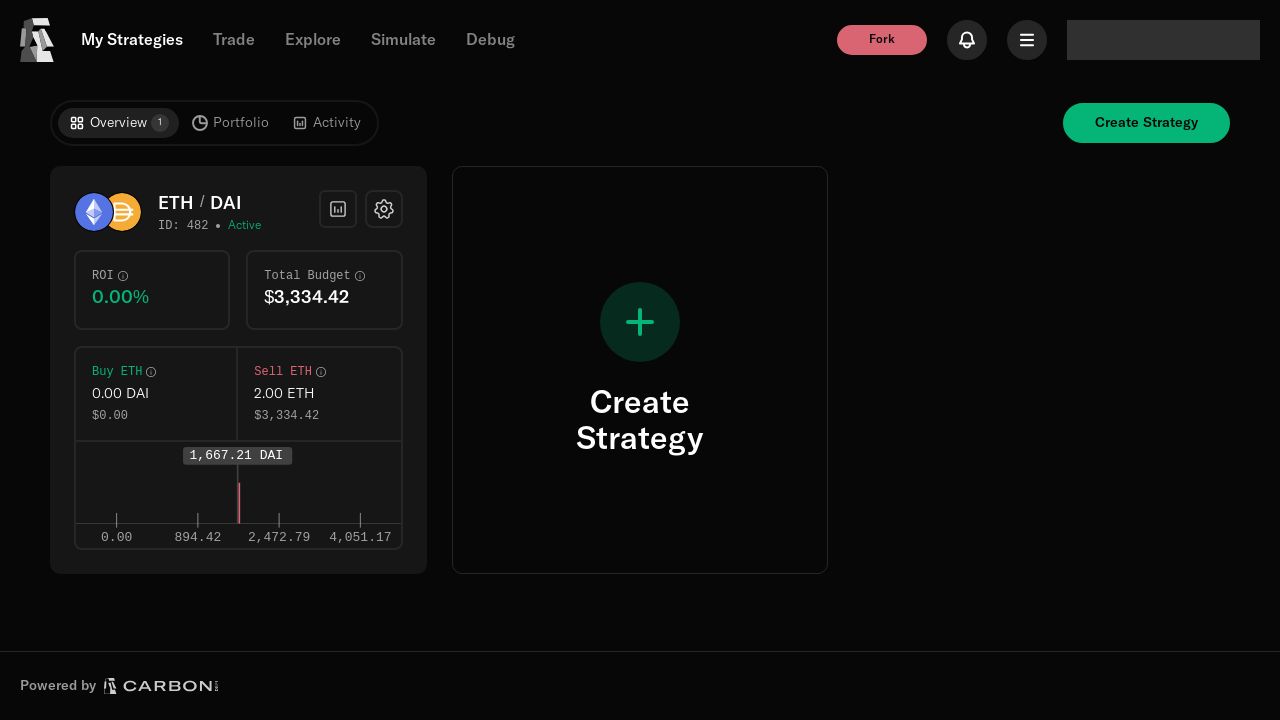 My Strategies
Trade
Explore
Simulate
Debug
Fork
Overview
1
Portfolio
Activity
Create Strategy
ETH / DAI
ID: 482 • Active
ROI
0.00%
Total Budget
$3,334.42
Buy ETH
0.00 DAI
$0.00
Sell ETH
2.00 ETH
$3,334.42
1,667.21 DAI
0.00
894.42
2,472.79
4,051.17
Create
Strategy
Powered by
CARBON